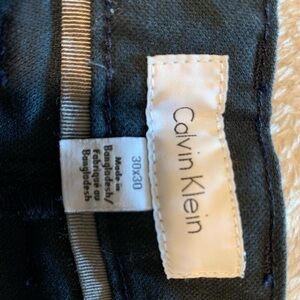 Calvin Klein
30x30
Made in
Bangladesh/
Fabriqué au
Bangladesh